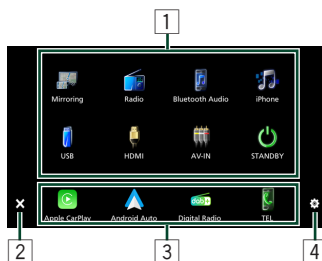 1
Mirroring Radio Bluetooth Audio iPhone
USB HDMI AV-IN STANDBY
dab+
Apple CarPlay Android Auto Digital Radio TEL
2 3 4